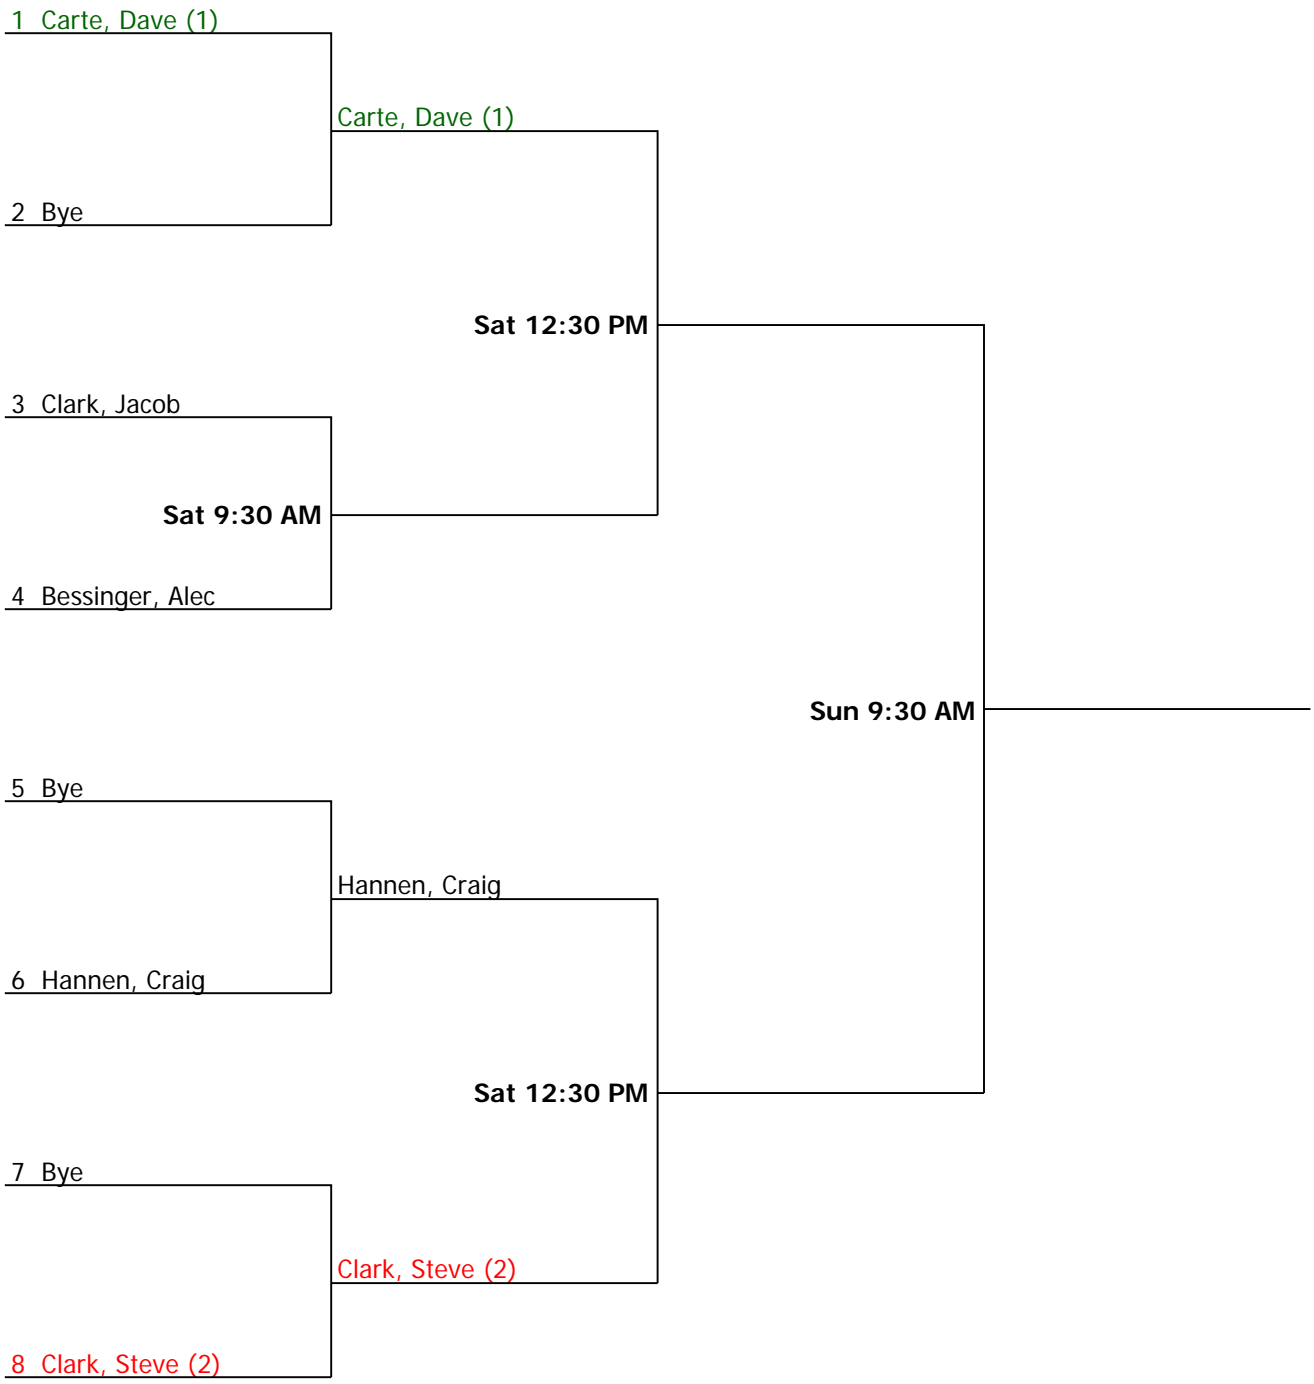 1 Carte, Dave (1)
Carte, Dave (1)
2 Bye
Sat 12:30 PM
3 Clark, Jacob
Sat 9:30 AM
4 Bessinger, Alec
Sun 9:30 AM
5 Bye
Hannen, Craig
6 Hannen, Craig
Sat 12:30 PM
7 Bye
Clark, Steve (2)
8 Clark, Steve (2)